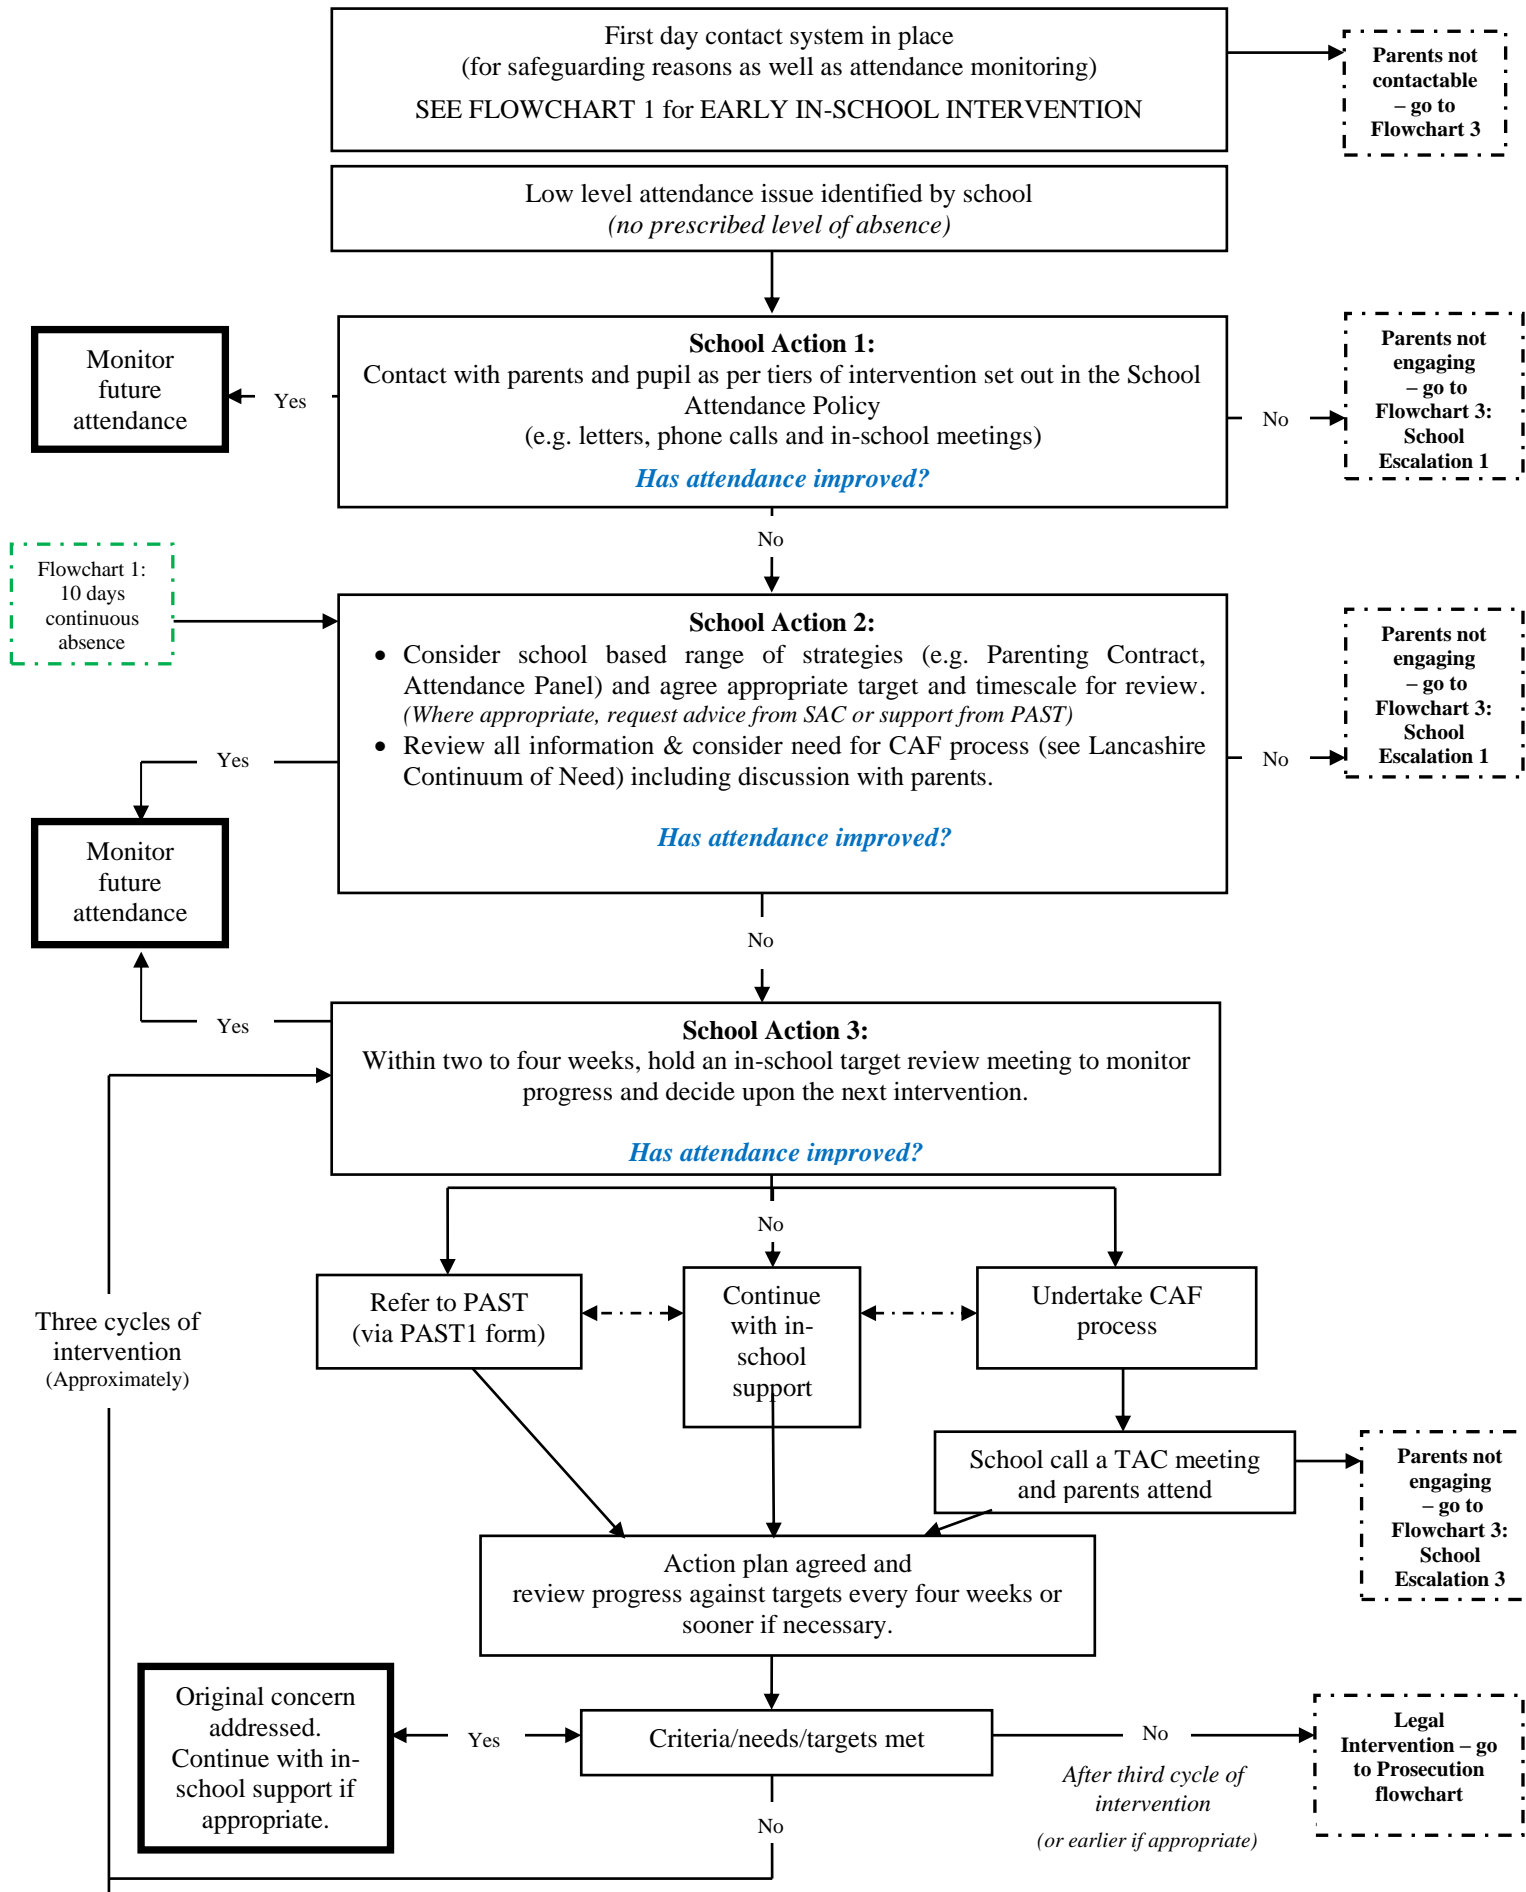 First day contact system in place
(for safeguarding reasons as well as attendance monitoring)
SEE FLOWCHART 1 for EARLY IN-SCHOOL INTERVENTION
Parents not
contactable
– go to
Flowchart 3
Low level attendance issue identified by school
(no prescribed level of absence)
Monitor
future
attendance
Yes
School Action 1:
Contact with parents and pupil as per tiers of intervention set out in the School
Attendance Policy
(e.g. letters, phone calls and in-school meetings)
Has attendance improved?
No
Parents not
engaging
– go to
Flowchart 3:
School
Escalation 1
No
Flowchart 1:
10 days
continuous
absence
School Action 2:
• Consider school based range of strategies (e.g. Parenting Contract,
Attendance Panel) and agree appropriate target and timescale for review.
(Where appropriate, request advice from SAC or support from PAST)
• Review all information & consider need for CAF process (see Lancashire
Continuum of Need) including discussion with parents.
Has attendance improved?
No
Parents not
engaging
– go to
Flowchart 3:
School
Escalation 1
Yes
Monitor
future
attendance
No
Yes
School Action 3:
Within two to four weeks, hold an in-school target review meeting to monitor
progress and decide upon the next intervention.
Has attendance improved?
No
Three cycles of
intervention
(Approximately)
Refer to PAST
(via PAST1 form)
Continue
with in-
school
support
Undertake CAF
process
School call a TAC meeting
and parents attend
Parents not
engaging
– go to
Flowchart 3:
School
Escalation 3
Action plan agreed and
review progress against targets every four weeks or
sooner if necessary.
Original concern
addressed.
Continue with in-
school support if
appropriate.
Yes
Criteria/needs/targets met
No
After third cycle of
intervention
(or earlier if appropriate)
Legal
Intervention – go
to Prosecution
flowchart
No